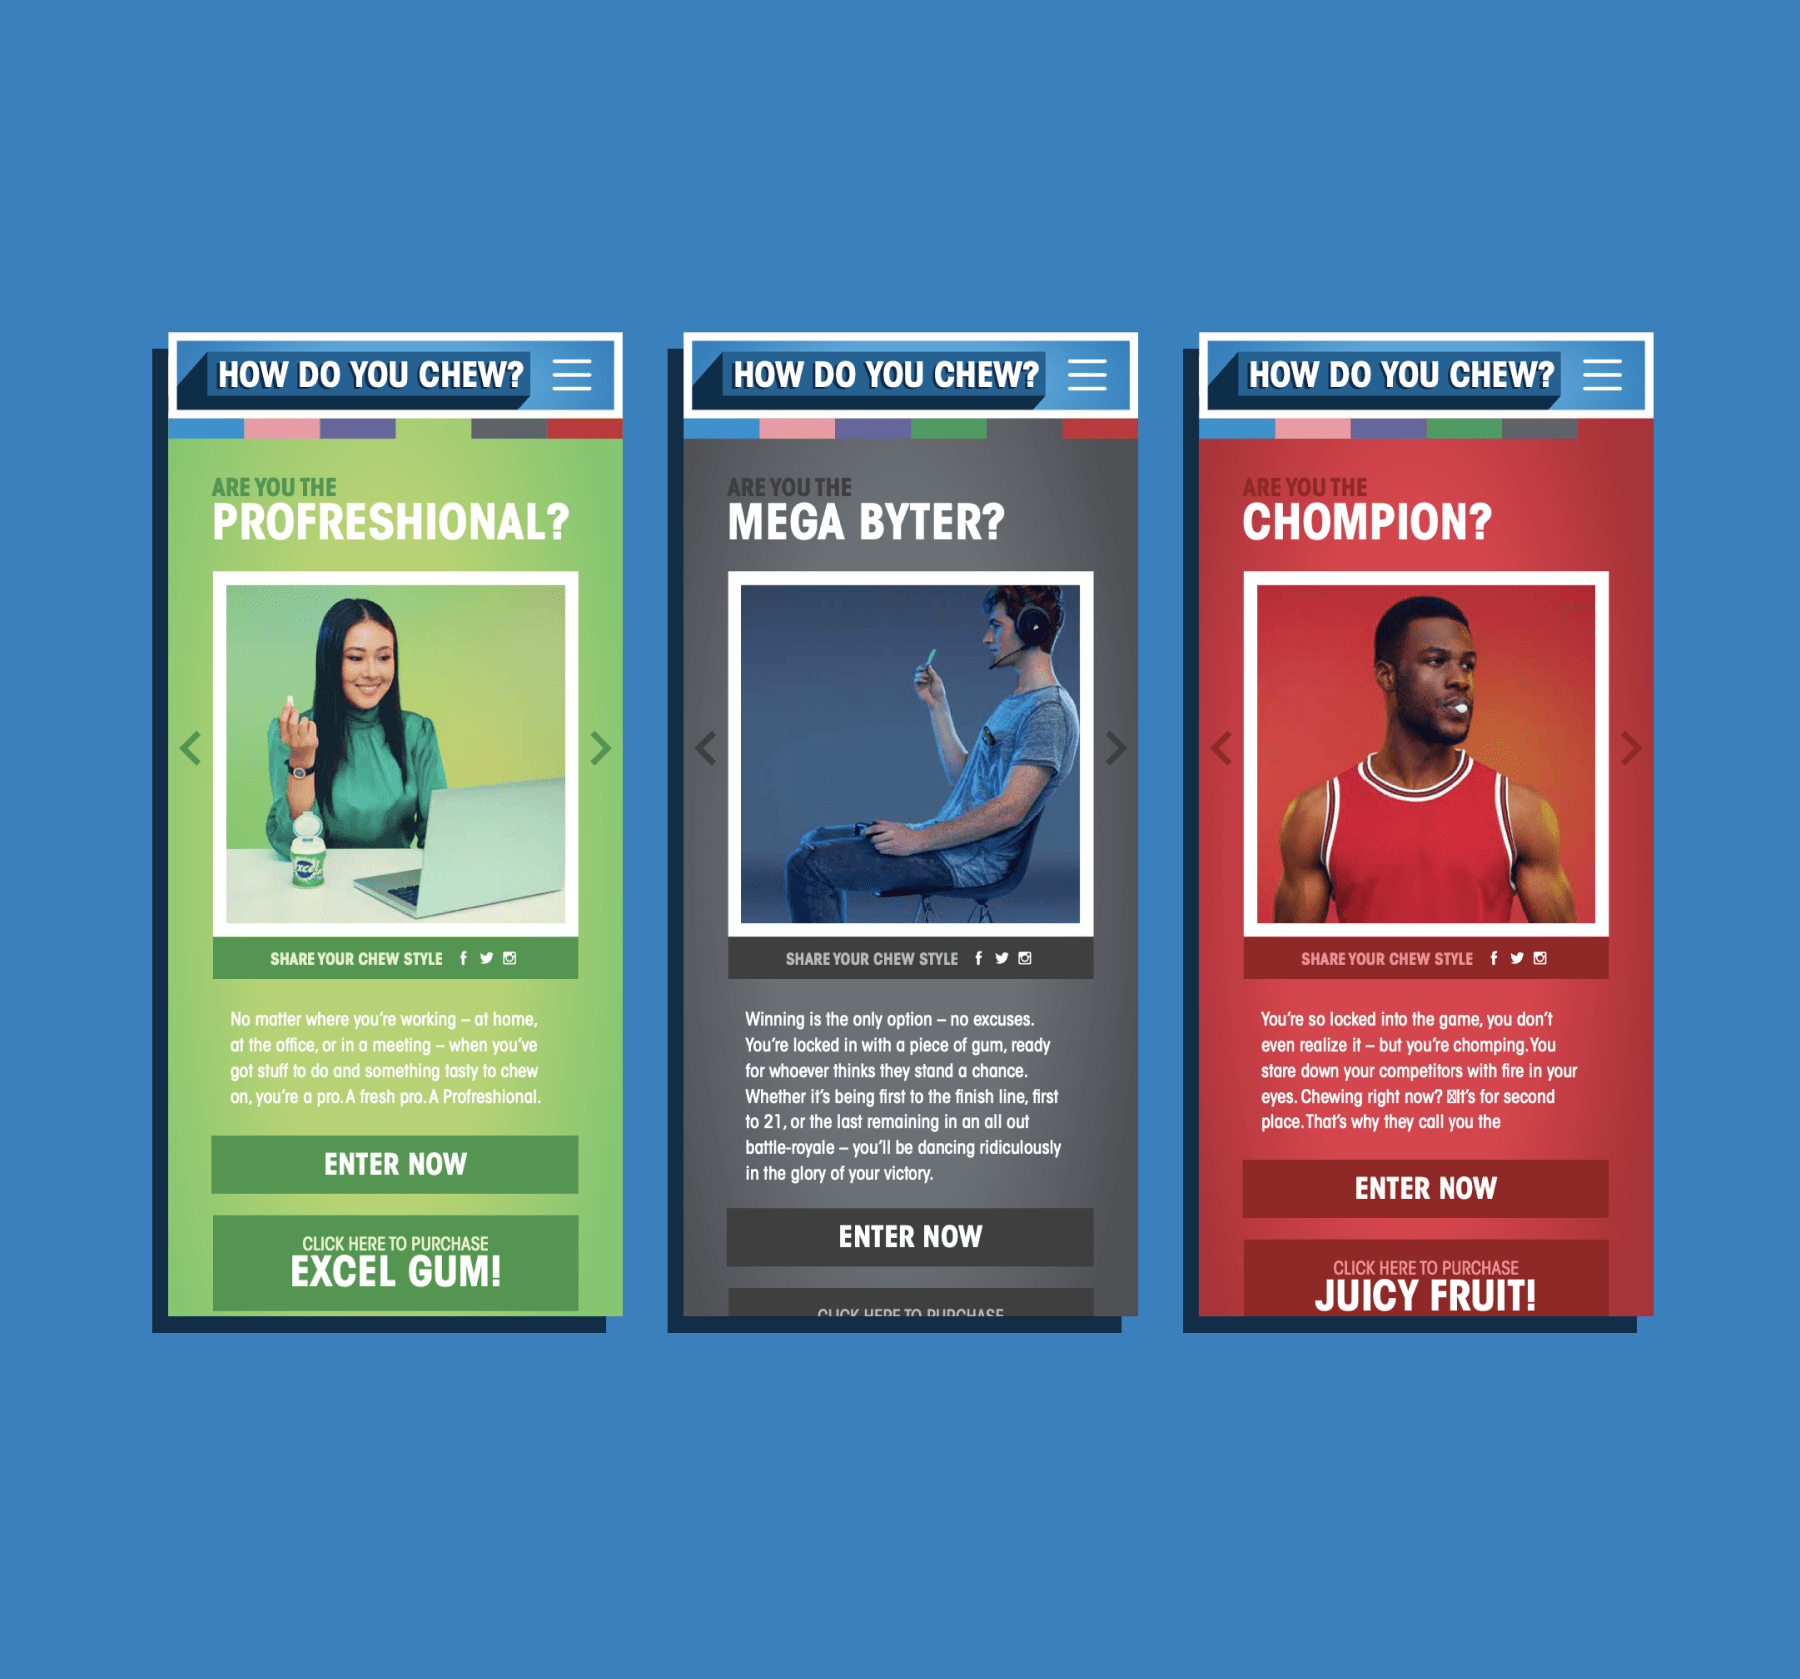 HOW DO YOU CHEW?
ARE YOU THE
PROFRESHIONAL?
excel
SHARE YOUR CHEW STYLE
No matter where you're working – at home,
at the office, or in a meeting – when you've
got stuff to do and something tasty to chew
on, you're a pro. A fresh pro. A Profreshional.
ENTER NOW
CLICK HERE TO PURCHASE
EXCEL GUM!
HOW DO YOU CHEW?
ARE YOU THE
MEGA BYTER?
SHARE YOUR CHEW STYLE
Winning is the only option – no excuses.
You're locked in with a piece of gum, ready
for whoever thinks they stand a chance.
Whether it's being first to the finish line, first
to 21, or the last remaining in an all out
battle-royale – you'll be dancing ridiculously
in the glory of your victory.
ENTER NOW
CLICK HERE TO PURCHASE
HOW DO YOU CHEW?
ARE YOU THE
CHOMPION?
SHARE YOUR CHEW STYLE
You're so locked into the game, you don't
even realize it – but you're chomping. You
stare down your competitors with fire in your
eyes. Chewing right now? It's for second
place. That's why they call you the
ENTER NOW
CLICK HERE TO PURCHASE
JUICY FRUIT!